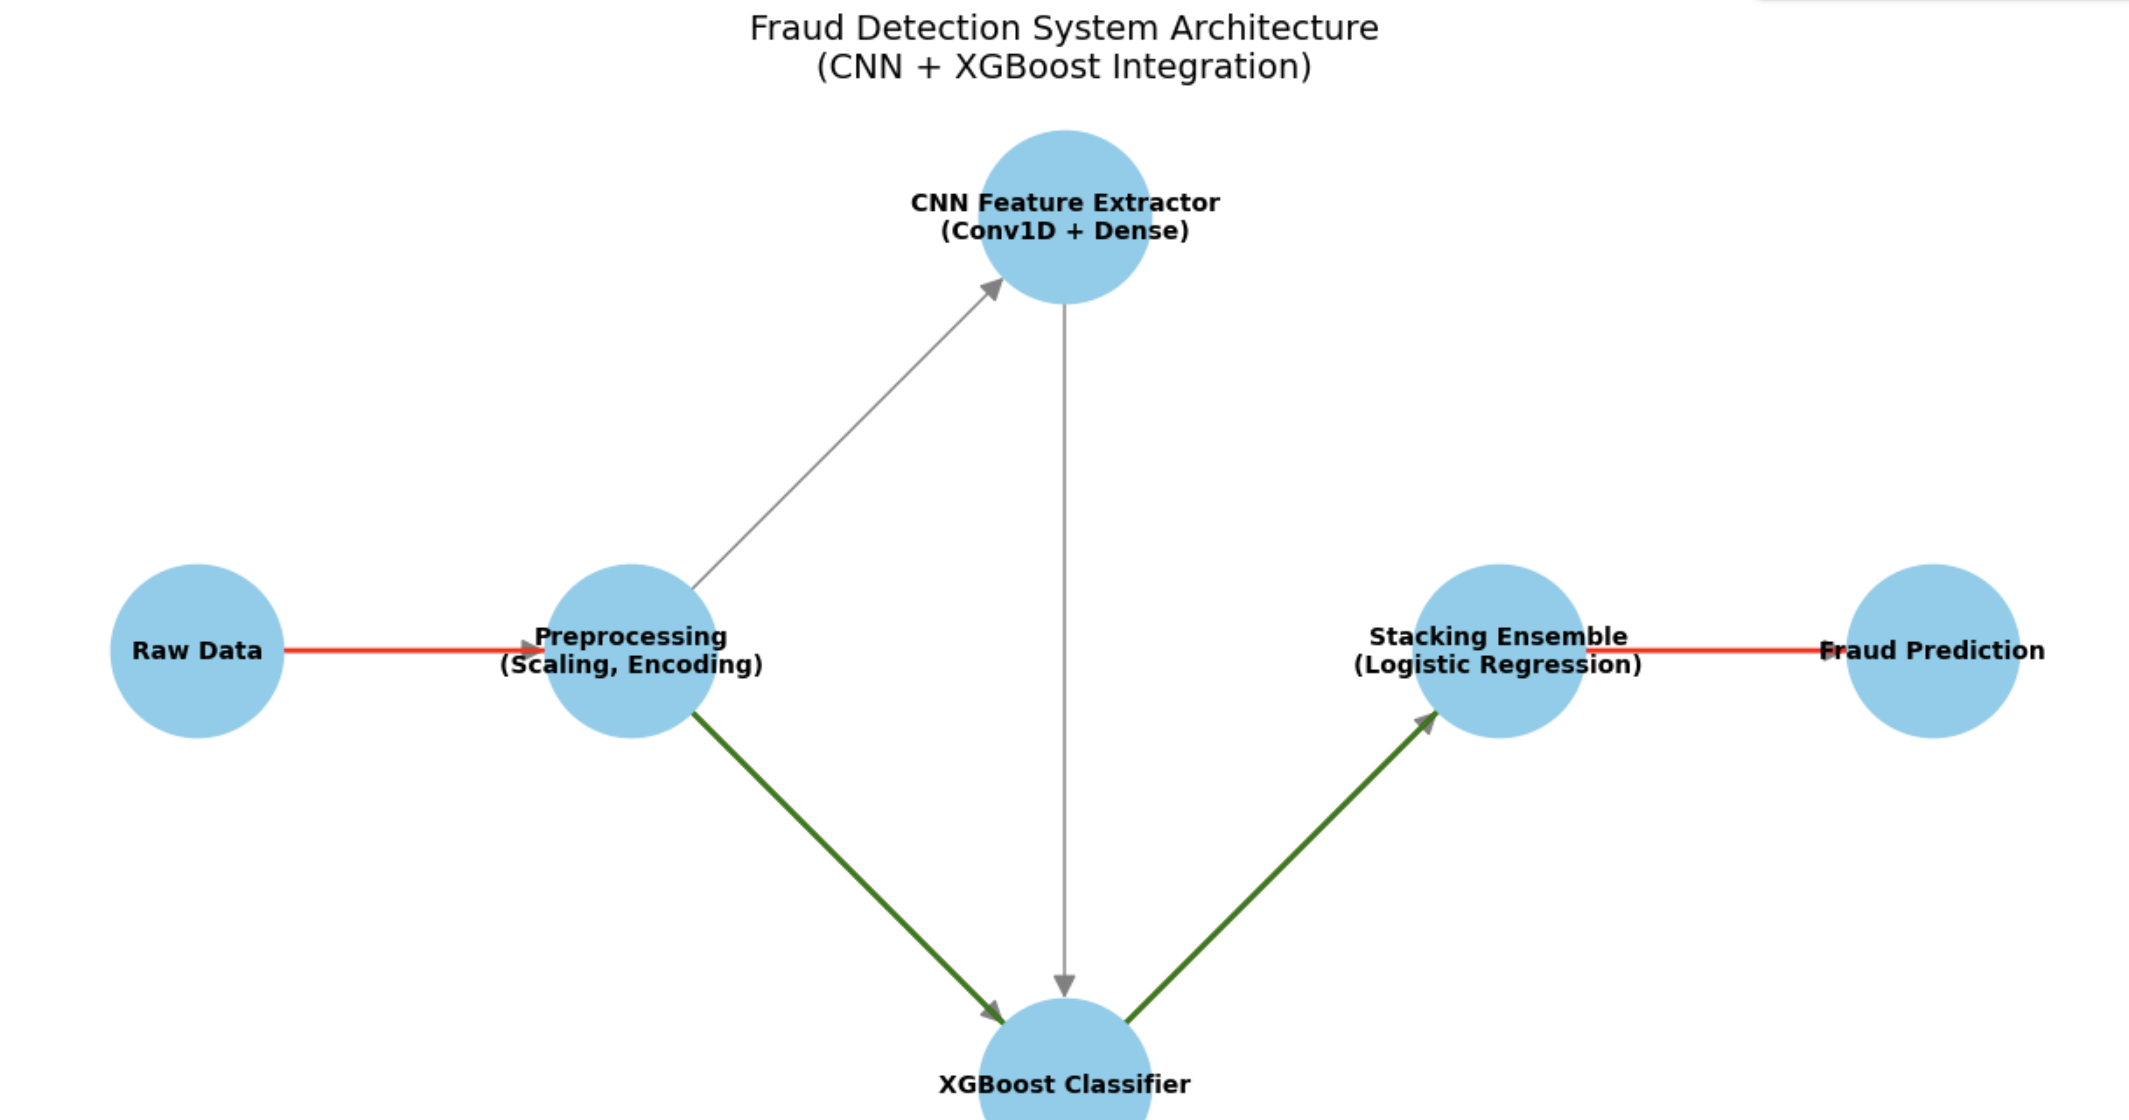 Fraud Detection System Architecture
(CNN + XGBoost Integration)
CNN Feature Extractor
(Conv1D + Dense)
Raw Data
Preprocessing
(Scaling, Encoding)
Stacking Ensemble
(Logistic Regression)
Fraud Prediction
XGBoost Classifier